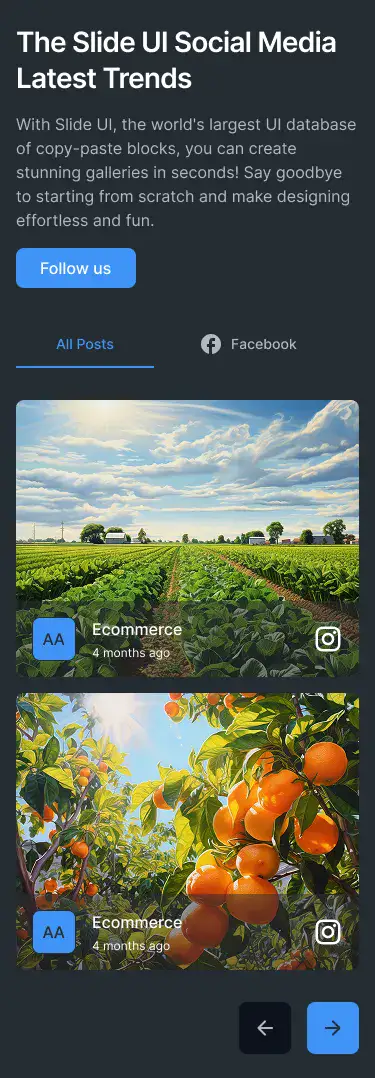 The Slide UI Social Media
Latest Trends
With Slide UI, the world's largest UI database
of copy-paste blocks, you can create
stunning galleries in seconds! Say goodbye
to starting from scratch and make designing
effortless and fun.
Follow us
All Posts
Facebook
AA
Ecommerce
4 months ago
AA
Ecommerce
4 months ago